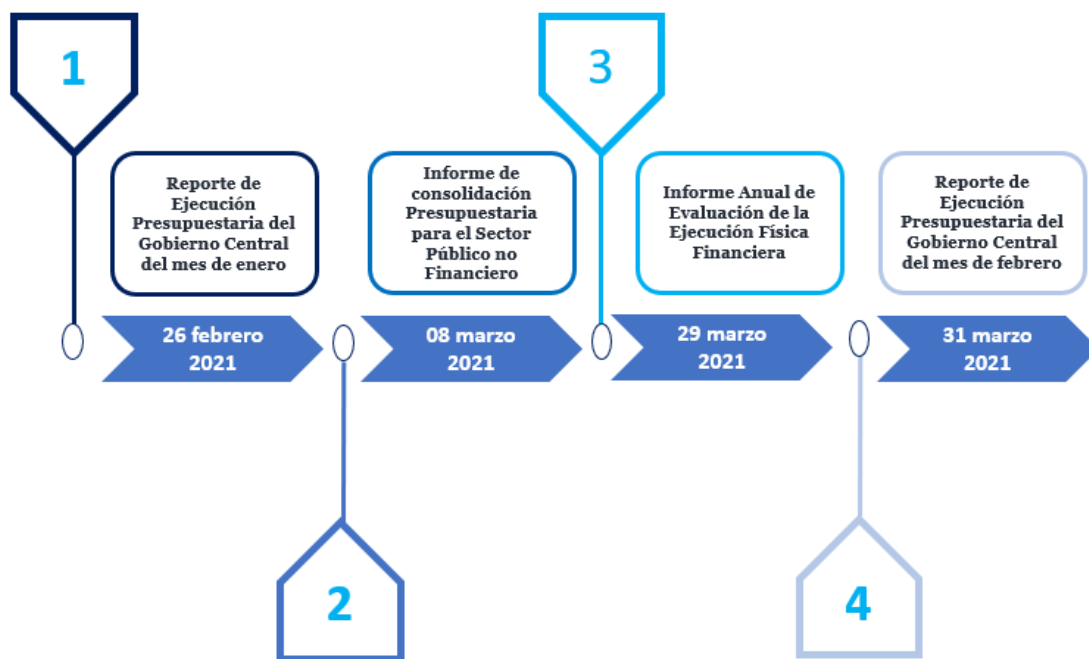 1
3
Reporte de
Ejecución
Presupuestaria del
Gobierno Central
del mes de enero
Informe de
consolidación
Presupuestaria
para el Sector
Público no
Financiero
Informe Anual de
Evaluación de la
Ejecución Física
Financiera
Reporte de
Ejecución
Presupuestaria del
Gobierno Central
del mes de febrero
26 febrero
2021
08 marzo
2021
29 marzo
2021
31 marzo
2021
2
4